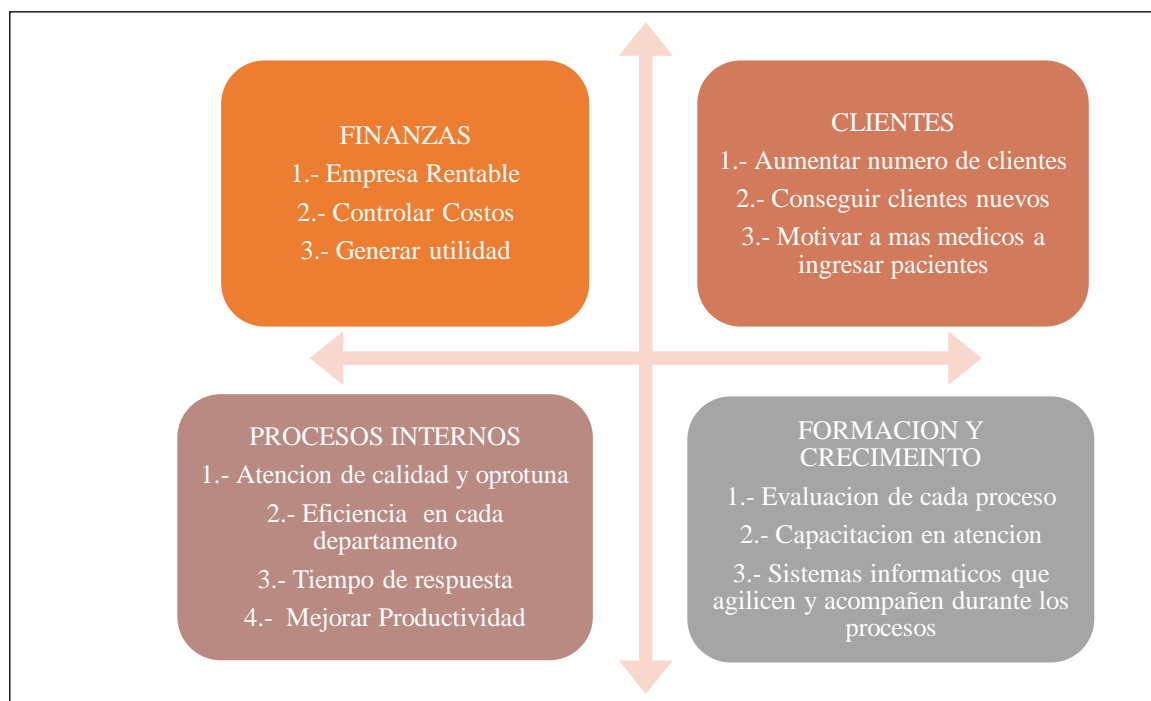 FINANZAS
1.- Empresa Rentable
2.- Controlar Costos
3.- Generar utilidad
CLIENTES
1.- Aumentar numero de clientes
2.- Conseguir clientes nuevos
3.- Motivar a mas medicos a
ingresar pacientes
PROCESOS INTERNOS
1.- Atencion de calidad y oprotuna
2.- Eficiencia en cada
departamento
3.- Tiempo de respuesta
4.- Mejorar Productividad
FORMACION Y
CRECIMEINTO
1.- Evaluacion de cada proceso
2.- Capacitacion en atencion
3.- Sistemas informaticos que
agilicen y acompañen durante los
procesos